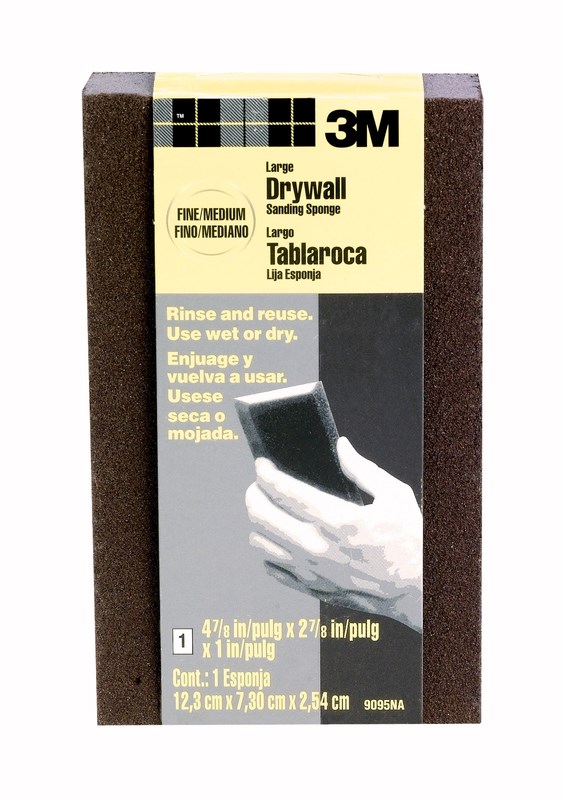 ™
3M
Large
Drywall
Sanding Sponge
FINE/MEDIUM
FINO/MEDIANO
Largo
Tablaroca
Lija Esponja
Rinse and reuse.
Use wet or dry.
Enjuage y
vuelva a usar.
Usese
seca o
mojada.
1
4 7/8 in/pulg x 2 7/8 in/pulg
x 1 in/pulg
Cont.: 1 Esponja
12,3 cm x 7,30 cm x 2,54 cm
9095NA